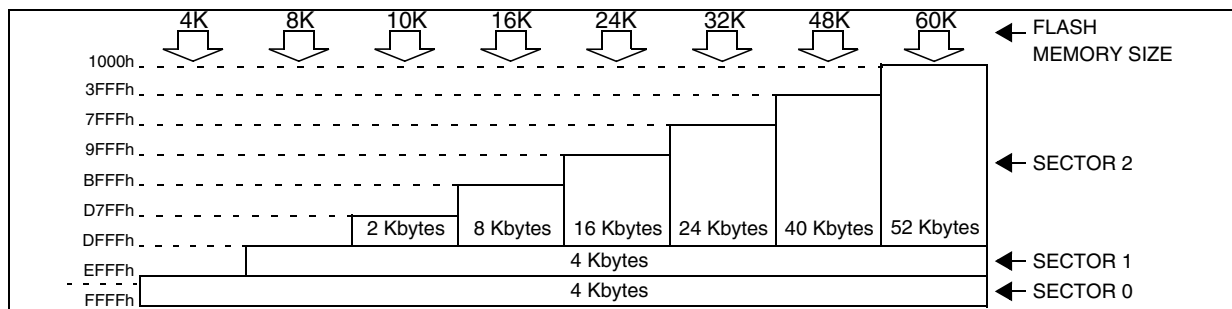 4K 8K 10K 16K 24K 32K 48K 60K
FLASH
MEMORY SIZE
1000h
3FFFh
7FFFh
9FFFh
BFFFh
D7FFh
DFFFh
EFFFh
FFFFh
2 Kbytes 8 Kbytes 16 Kbytes 24 Kbytes 40 Kbytes 52 Kbytes
4 Kbytes
4 Kbytes
SECTOR 2
SECTOR 1
SECTOR 0